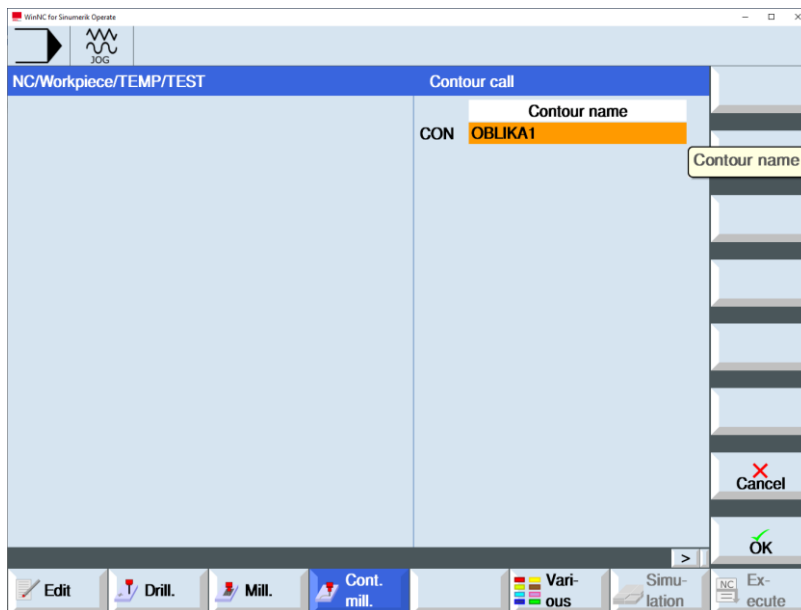 WinNC for Sinumerik Operate
JOG
NC/Workpiece/TEMP/TEST
Contour call
Contour name
CON OBLIKA1
Contour name
Cancel
OK
>
Edit
Drill.
Mill.
Cont.
mill.
Vari-
ous
Simu-
lation
NC
Ex-
ecute